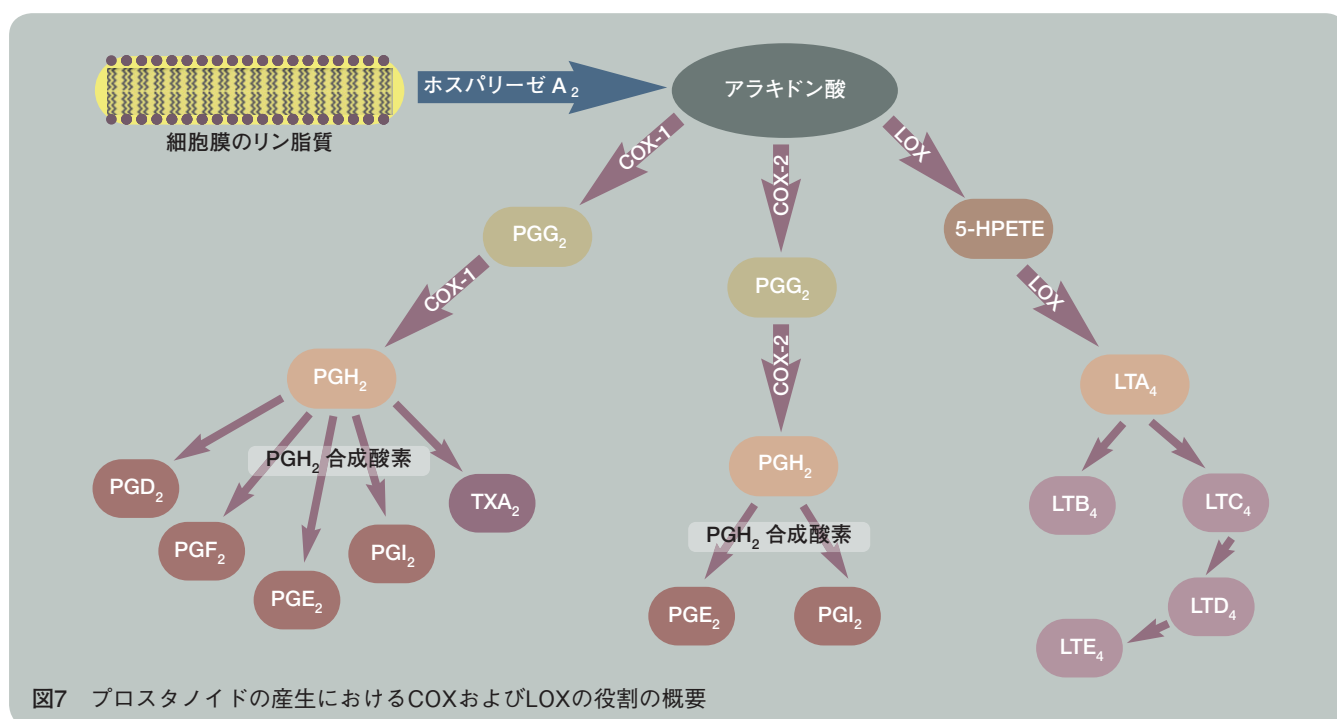 ホスパリーゼ A₂
アラキドン酸
細胞膜のリン脂質
COX-1
COX-2
LOX
PGG₂
5-HPETE
COX-1
PGG₂
LOX
COX-2
PGH₂
LTA₄
PGH₂ 合成酸素
PGH₂
PGD₂
TXA₂
LTB₄
LTC₄
PGF₂
PGI₂
PGH₂ 合成酸素
PGE₂
PGE₂
PGI₂
LTD₄
LTE₄
図7 プロスタノイドの産生におけるCOXおよびLOXの役割の概要